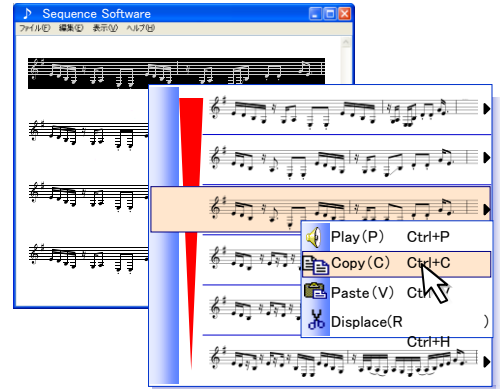 Sequence Software
ファイル(F) 編集(E) 表示(V) ヘルプ(H)
Play(P) Ctrl+P
Copy(C) Ctrl+C
Paste(V) Ctrl+V
Displace(R )
Ctrl+H